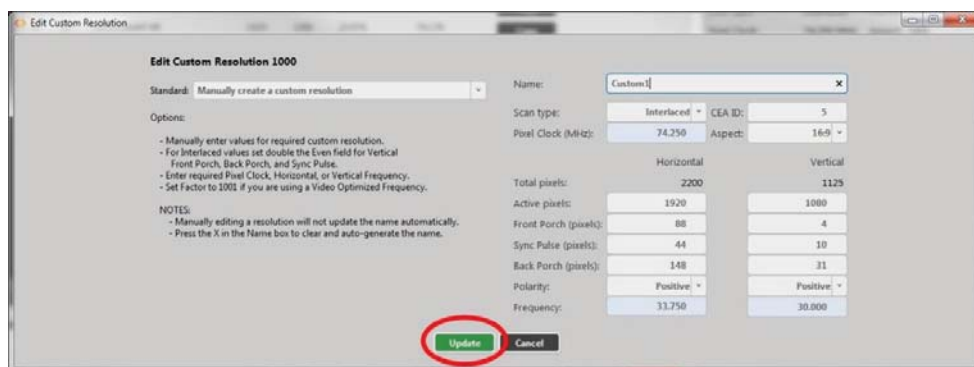 Edit Custom Resolution
Edit Custom Resolution 1000
Standard: Manually create a custom resolution
Options:
- Manually enter values for required custom resolution.
- For Interlaced values set double the Even field for Vertical
Front Porch, Back Porch, and Sync Pulse.
- Enter required Pixel Clock, Horizontal, or Vertical Frequency.
- Set Factor to 1001 if you are using a Video Optimized Frequency.
NOTES:
- Manually editing a resolution will not update the name automatically.
- Press the X in the Name box to clear and auto-generate the name.
Name: Custom1 x
Scan type: Interlaced CEA ID: 5
Pixel Clock (MHz): 74.250 Aspect: 16:9
Horizontal Vertical
Total pixels: 2200 1125
Active pixels: 1920 1080
Front Porch (pixels): 88 4
Sync Pulse (pixels): 44 10
Back Porch (pixels): 148 31
Polarity: Positive Positive
Frequency: 33.750 30.000
Update Cancel